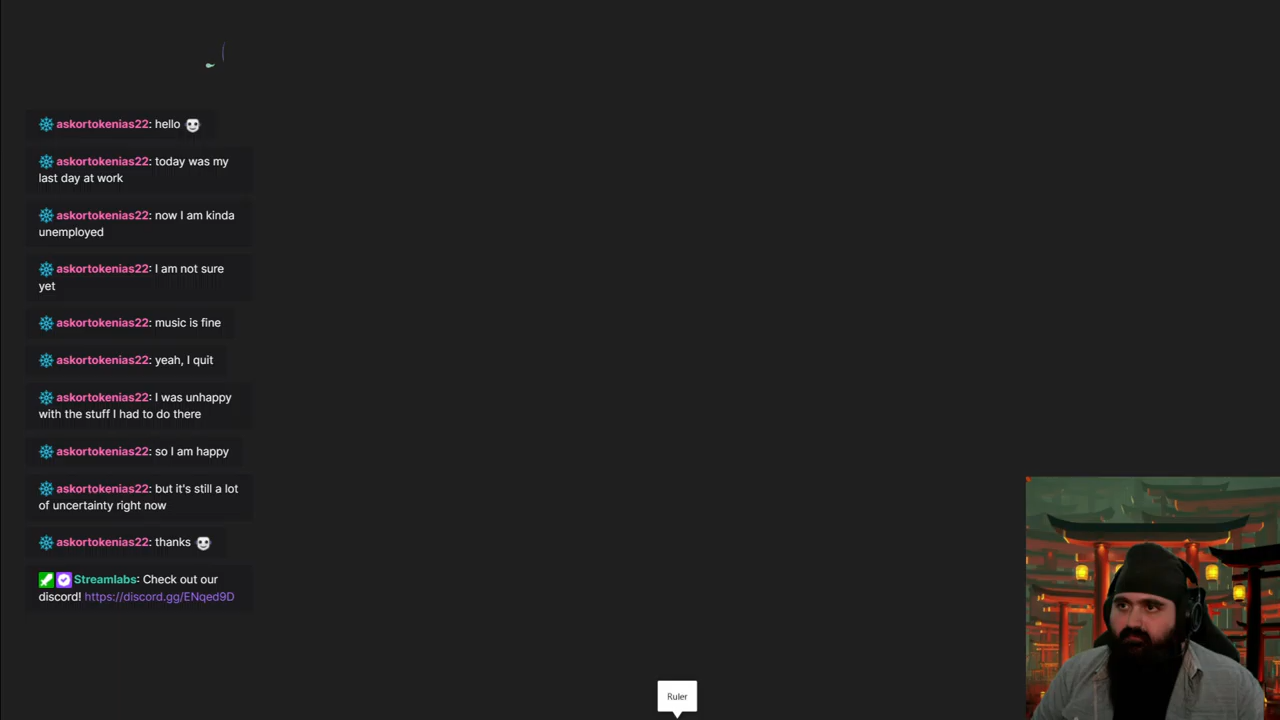 askortokenias22: hello
askortokenias22: today was my
last day at work
askortokenias22: now I am kinda
unemployed
askortokenias22: I am not sure
yet
askortokenias22: music is fine
askortokenias22: yeah, I quit
askortokenias22: I was unhappy
with the stuff I had to do there
askortokenias22: so I am happy
askortokenias22: but it's still a lot
of uncertainty right now
askortokenias22: thanks
Streamlabs: Check out our
discord! https://discord.gg/ENqed9D
Ruler